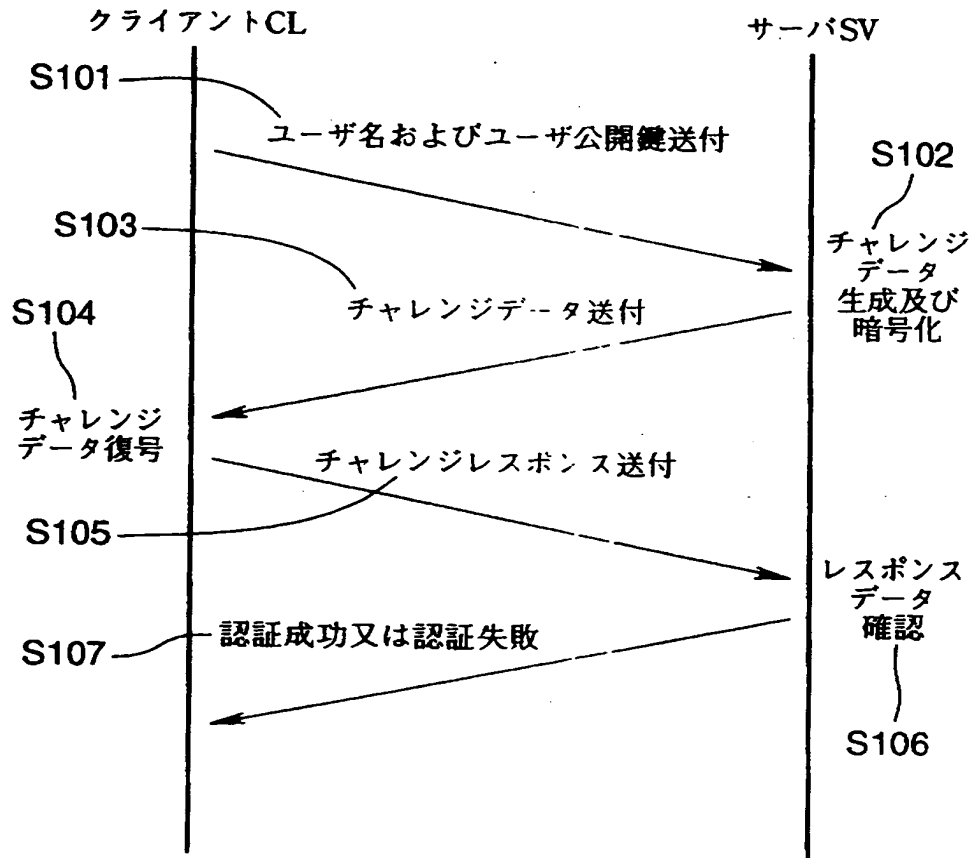 クライアントCL
サーバSV
S101
ユーザ名およびユーザ公開鍵送付
S102
チャレンジ
データ
生成及び
暗号化
S103
チャレンジデータ送付
S104
チャレンジ
データ復号
チャレンジレスポンス送付
S105
レスポンス
データ
確認
S106
S107
認証成功又は認証失敗